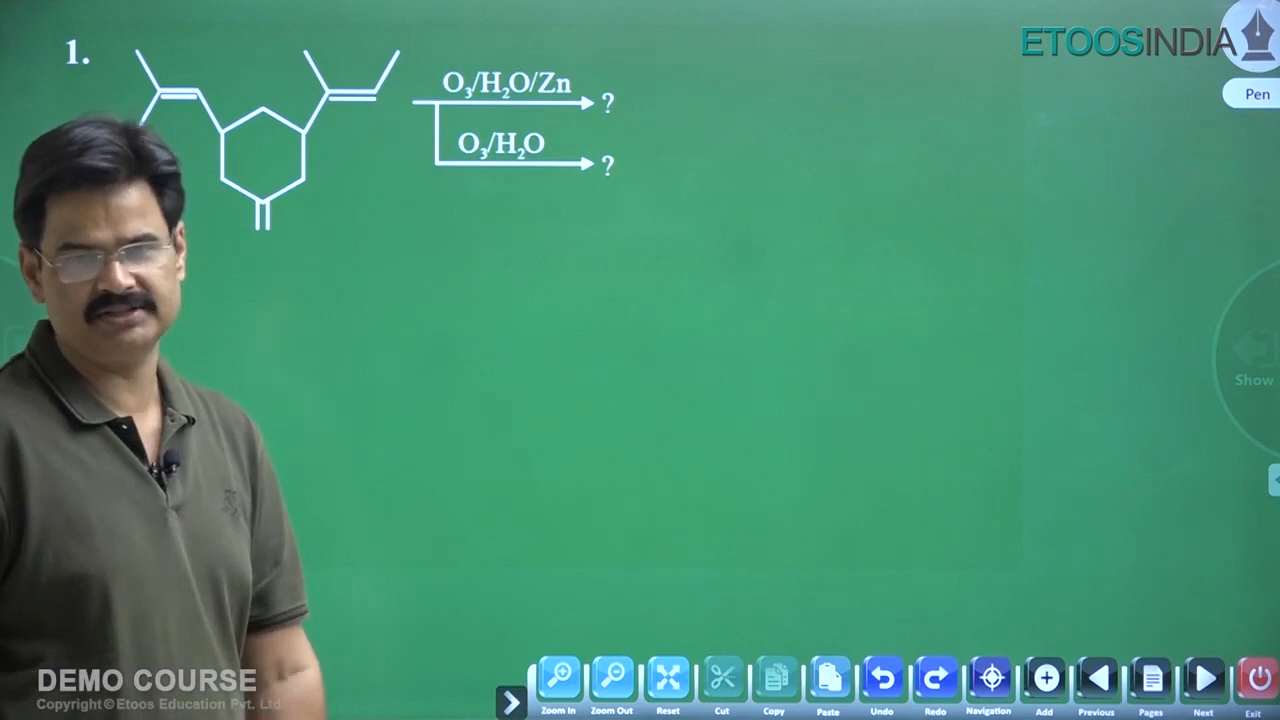 ETOOSINDIA
1.
O₃/H₂O/Zn
?
O₃/H₂O
?
Pen
Show
DEMO COURSE
Copyright © Etoos Education Pvt. Ltd.
Zoom In Zoom Out Reset Cut Copy Paste Undo Redo Navigation Add Previous Pages Next Exit